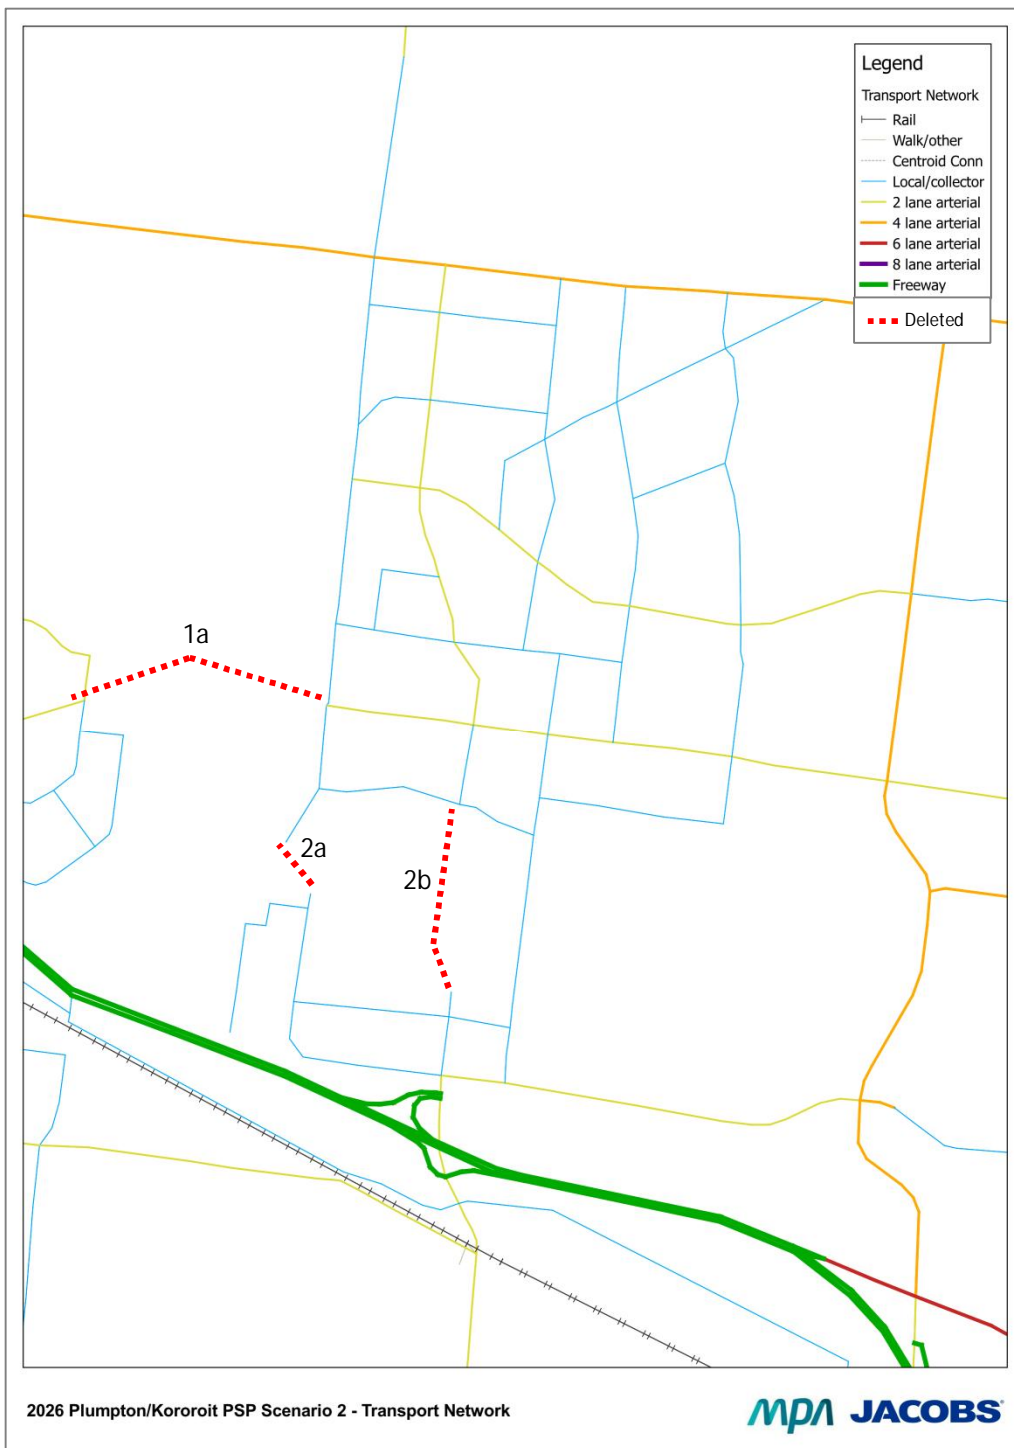 Legend
Transport Network
Rail
Walk/other
Centroid Conn
Local/collector
2 lane arterial
4 lane arterial
6 lane arterial
8 lane arterial
Freeway
Deleted
1a
2a
2b
2026 Plumpton/Kororoit PSP Scenario 2 - Transport Network
MPA JACOBS®